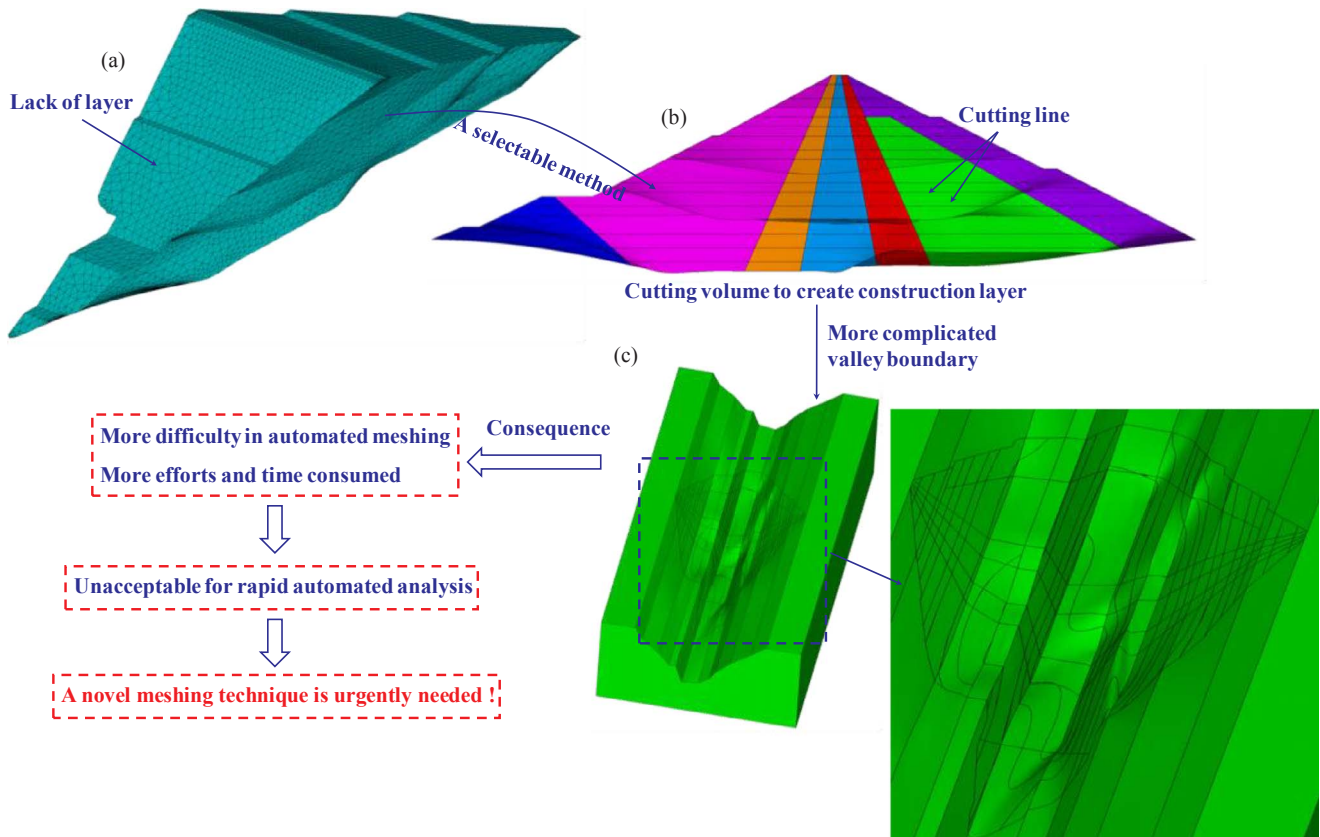 (a)
Lack of layer
A selectable method
(b)
Cutting line
Cutting volume to create construction layer
More complicated
valley boundary
(c)
Consequence
More difficulty in automated meshing
More efforts and time consumed
Unacceptable for rapid automated analysis
A novel meshing technique is urgently needed !